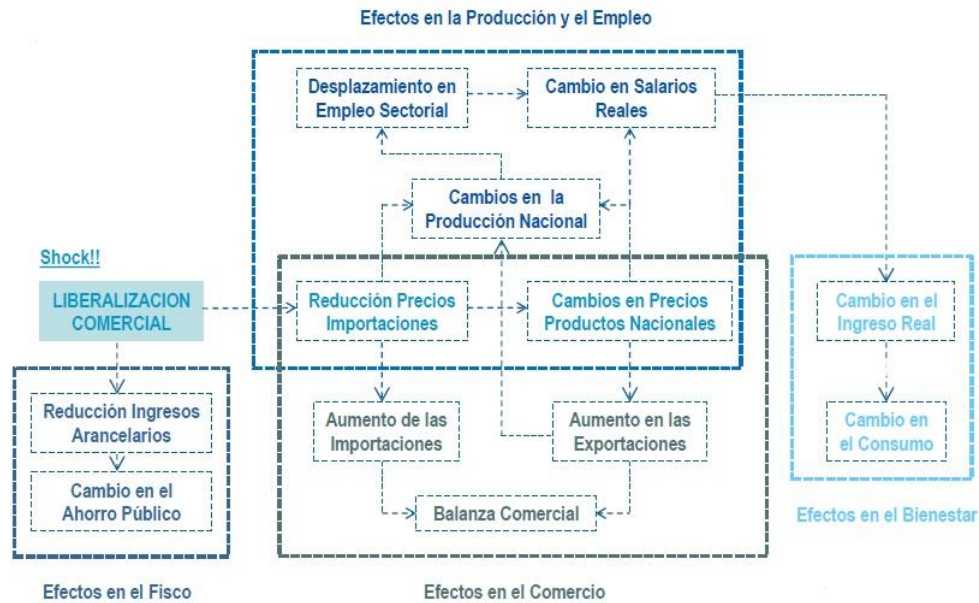 Efectos en la Producción y el Empleo
Desplazamiento en
Empleo Sectorial
Cambio en Salarios
Reales
Cambios en la
Producción Nacional
Shock!!
LIBERALIZACION
COMERCIAL
Reducción Precios
Importaciones
Cambios en Precios
Productos Nacionales
Cambio en el
Ingreso Real
Reducción Ingresos
Arancelarios
Aumento de las
Importaciones
Aumento en las
Exportaciones
Cambio en
el Consumo
Cambio en el
Ahorro Público
Balanza Comercial
Efectos en el Bienestar
Efectos en el Fisco
Efectos en el Comercio